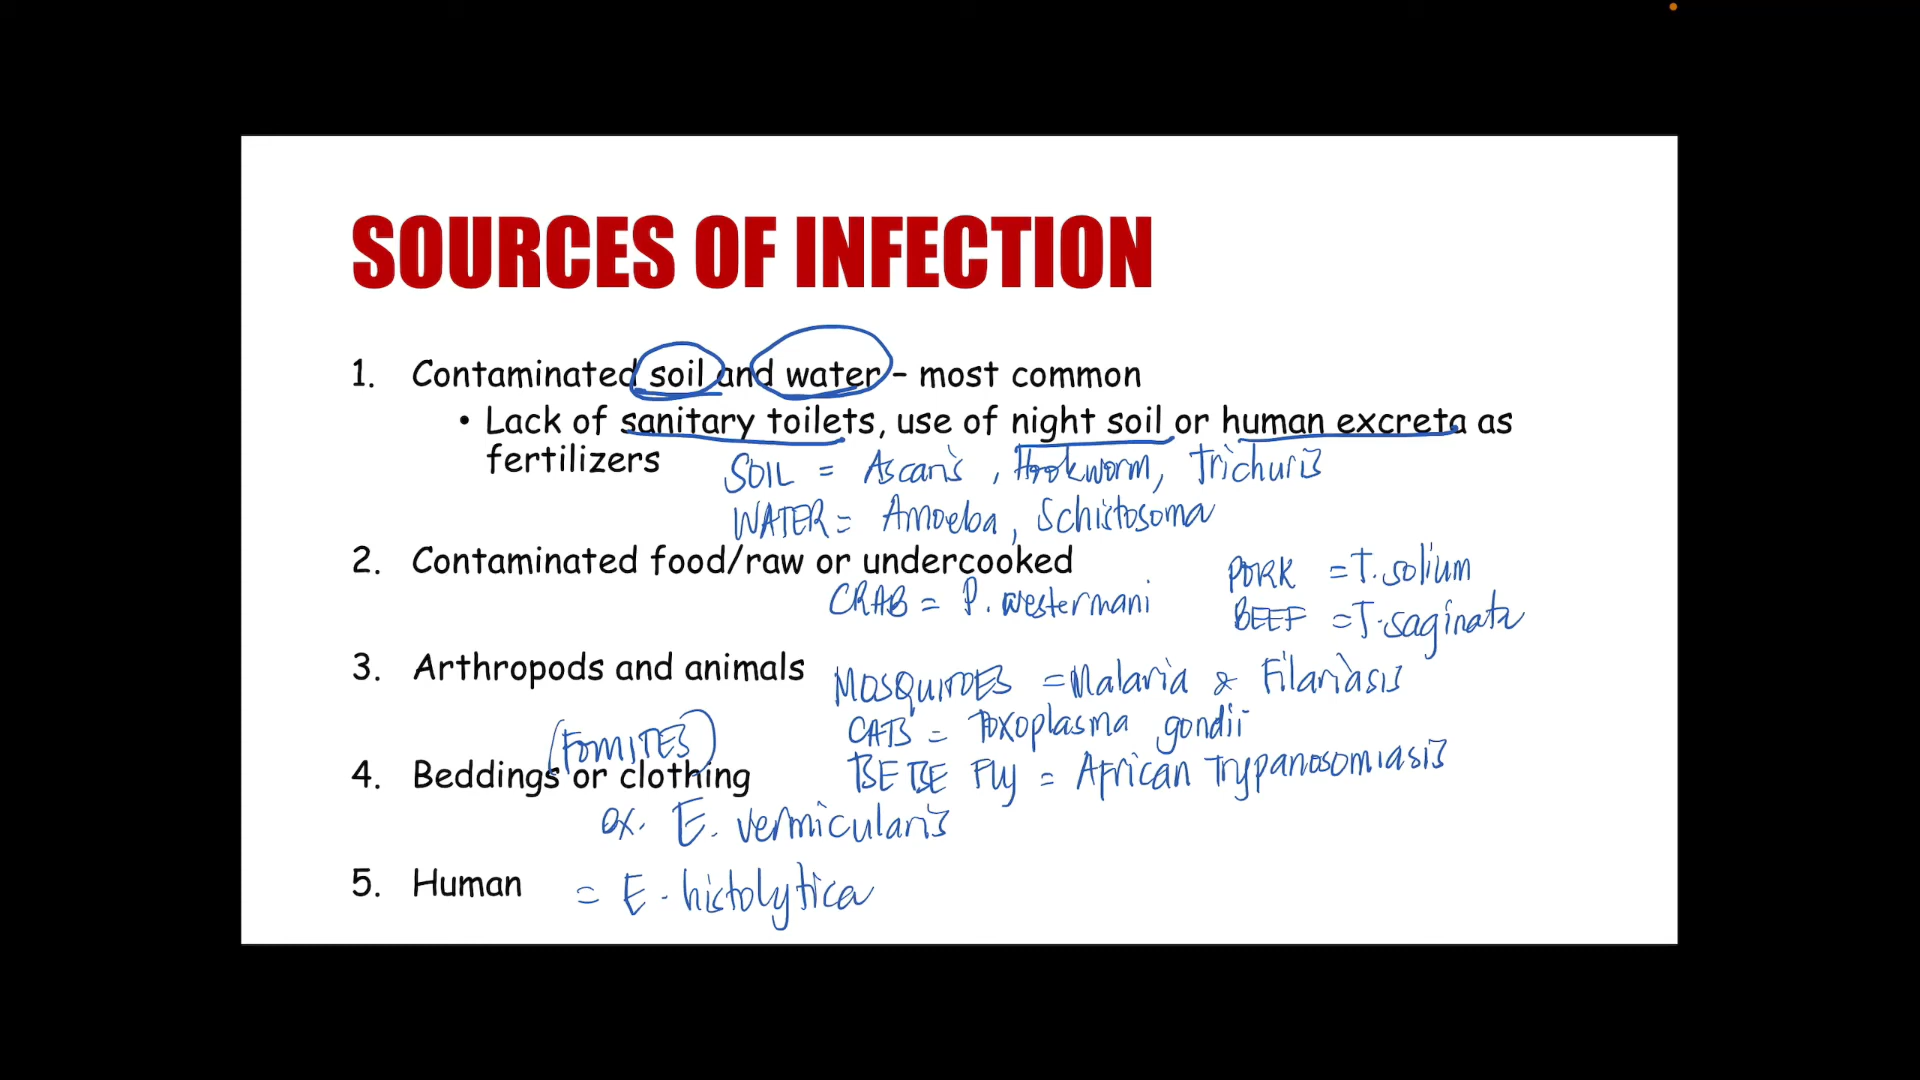 SOURCES OF INFECTION
1. Contaminated soil and water – most common
• Lack of sanitary toilets, use of night soil or human excreta as
fertilizers
SOIL = Ascaris, Hookworm, Trichuris
WATER = Amoeba, Schistosoma
2. Contaminated food/raw or undercooked
CRAB = P. westermani
PORK = T. solium
BEEF = T. saginata
3. Arthropods and animals
MOSQUITOES = Malaria & Filariasis
CATS = Toxoplasma gondii
TSETSE Fly = African Trypanosomiasis
(FOMITES)
4. Beddings or clothing
ex. E. vermicularis
5. Human = E. histolytica